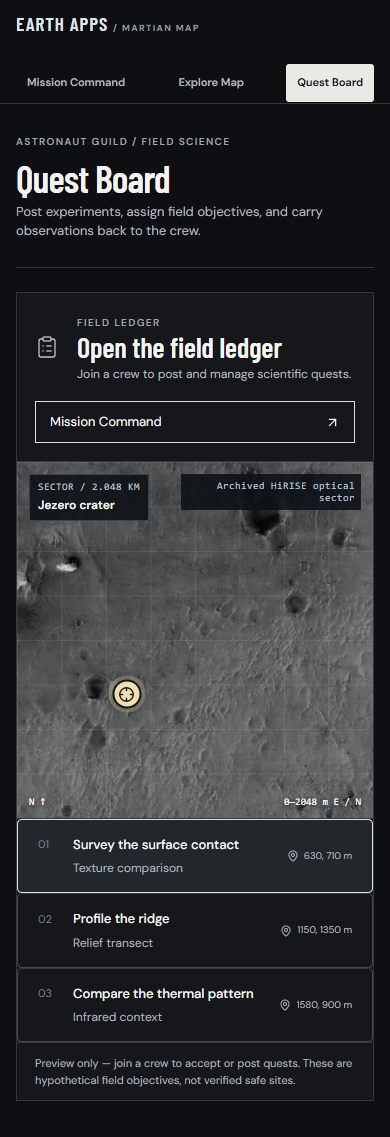 EARTH APPS / MARTIAN MAP
Mission Command
Explore Map
Quest Board
ASTRONAUT GUILD / FIELD SCIENCE
Quest Board
Post experiments, assign field objectives, and carry
observations back to the crew.
FIELD LEDGER
Open the field ledger
Join a crew to post and manage scientific quests.
Mission Command
SECTOR / 2.048 KM
Jezero crater
Archived HiRISE optical
sector
N ↑
0–2048 m E / N
01
Survey the surface contact
Texture comparison
630, 710 m
02
Profile the ridge
Relief transect
1150, 1350 m
03
Compare the thermal pattern
Infrared context
1580, 900 m
Preview only — join a crew to accept or post quests. These are
hypothetical field objectives, not verified safe sites.